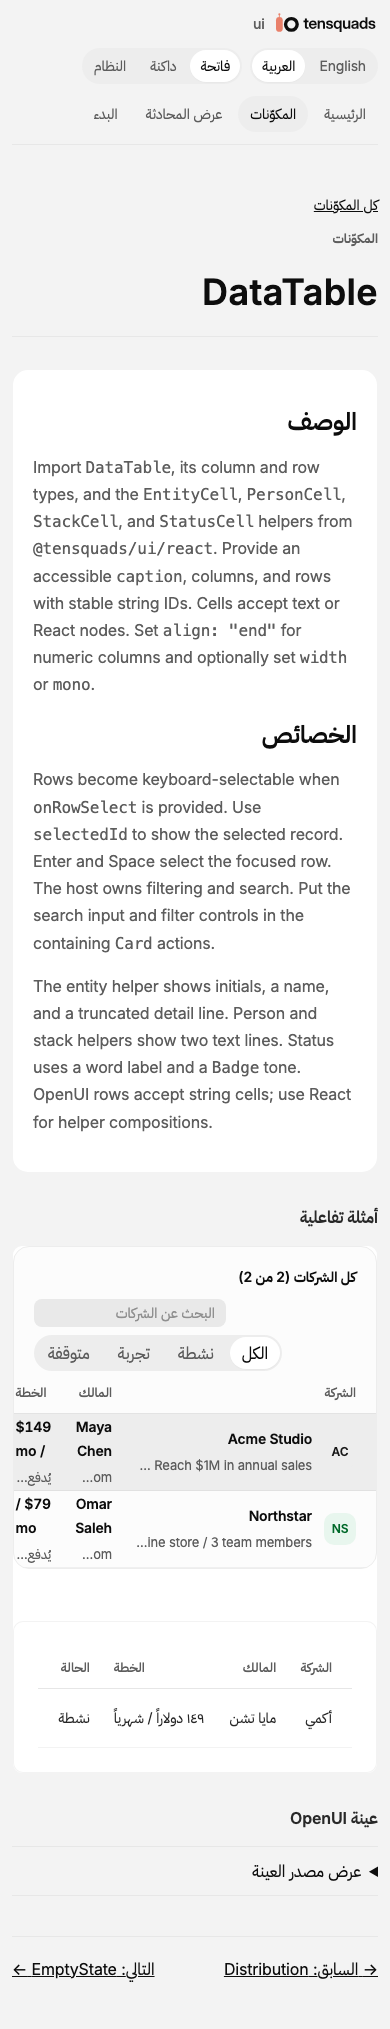 tensquads ui
English العربية فاتحة داكنة النظام
الرئيسية المكوّنات عرض المحادثة البدء
كل المكوّنات
المكوّنات
DataTable
الوصف
Import DataTable, its column and row
types, and the EntityCell, PersonCell,
StackCell, and StatusCell helpers from
@tensquads/ui/react. Provide an
accessible caption, columns, and rows
with stable string IDs. Cells accept text or
React nodes. Set align: "end" for
numeric columns and optionally set width
or mono.
الخصائص
Rows become keyboard-selectable when
onRowSelect is provided. Use
selectedId to show the selected record.
Enter and Space select the focused row.
The host owns filtering and search. Put the
search input and filter controls in the
containing Card actions.
The entity helper shows initials, a name,
and a truncated detail line. Person and
stack helpers show two text lines. Status
uses a word label and a Badge tone.
OpenUI rows accept string cells; use React
for helper compositions.
أمثلة تفاعلية
كل الشركات (2 من 2)
البحث عن الشركات
الكل نشطة تجربة متوقفة
الشركة المالك الخطة
AC
Acme Studio
Reach $1M in annual sales ...
Maya
Chen
...om
$149
mo /
يُدفع...
NS
Northstar
...ine store / 3 team members
Omar
Saleh
...om
/ $79
mo
يُدفع...
الشركة المالك الخطة الحالة
أكمي مايا تشن ١٤٩ دولاراً / شهرياً نشطة
عينة OpenUI
عرض مصدر العينة
→ السابق: Distribution
التالي: EmptyState ←